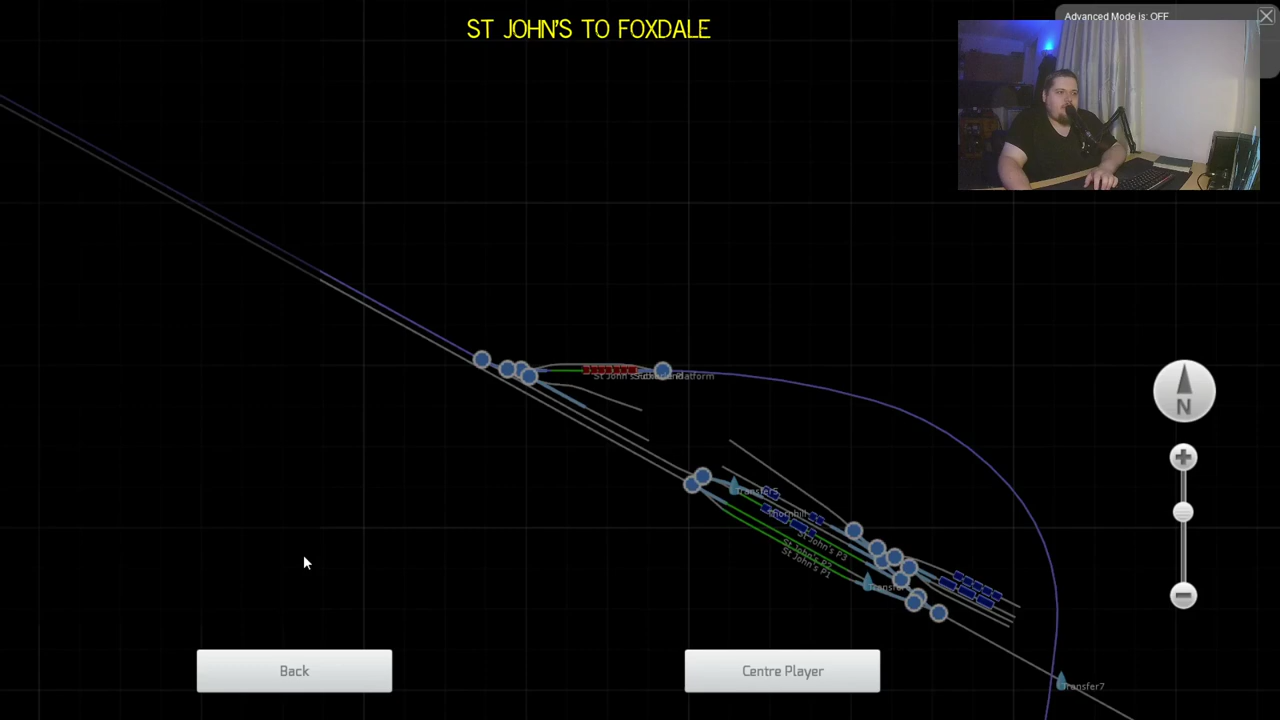 ST JOHN'S TO FOXDALE
Advanced Mode is: OFF
N
Transfer5
Thornhill
St John's P3
St John's P2
St John's P1
Transfer7
Back
Centre Player